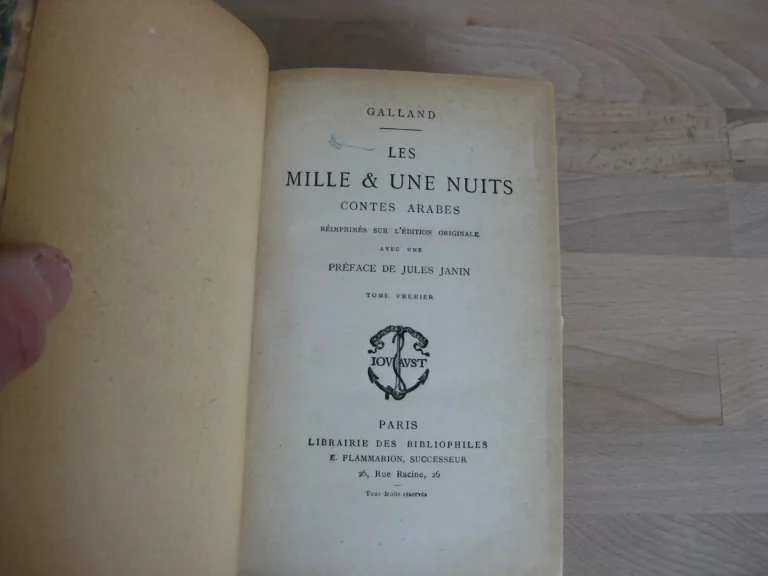 GALLAND
LES
MILLE & UNE NUITS
CONTES ARABES
RÉIMPRIMÉS SUR L'ÉDITION ORIGINALE
AVEC UNE
PRÉFACE DE JULES JANIN
TOME PREMIER
IOVAVST
PARIS
LIBRAIRIE DES BIBLIOPHILES
E. FLAMMARION, SUCCESSEUR
26, Rue Racine, 26
Tous droits réservés